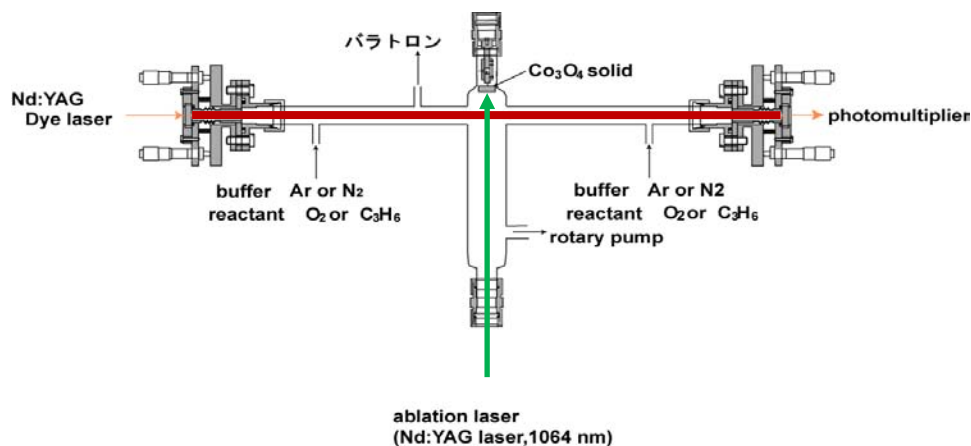 バラトロン
Co₃O₄ solid
Nd:YAG
Dye laser
photomultiplier
buffer Ar or N₂
reactant O₂ or C₃H₆
buffer Ar or N2
reactant O₂ or C₃H₆
rotary pump
ablation laser
(Nd:YAG laser,1064 nm)